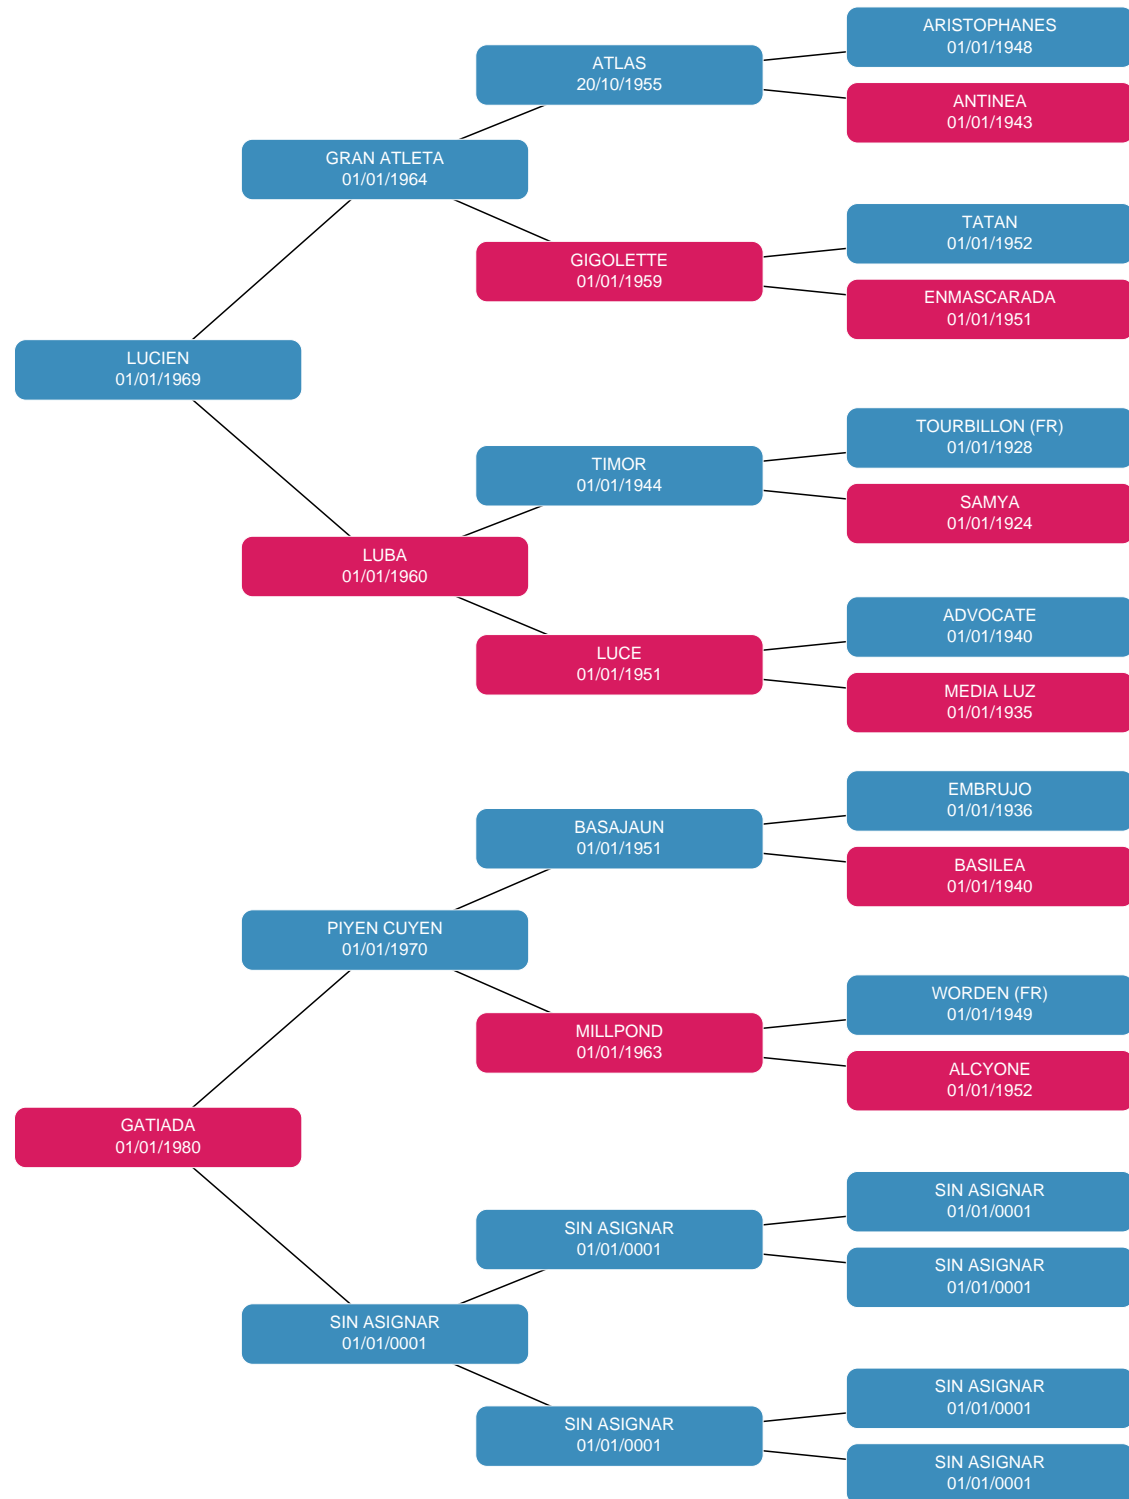 ARISTOPHANES
01/01/1948
ATLAS
20/10/1955
ANTINEA
01/01/1943
GRAN ATLETA
01/01/1964
TATAN
01/01/1952
GIGOLETTE
01/01/1959
ENMASCARADA
01/01/1951
LUCIEN
01/01/1969
TOURBILLON (FR)
01/01/1928
TIMOR
01/01/1944
SAMYA
01/01/1924
LUBA
01/01/1960
ADVOCATE
01/01/1940
LUCE
01/01/1951
MEDIA LUZ
01/01/1935
EMBRUJO
01/01/1936
BASAJAUN
01/01/1951
BASILEA
01/01/1940
PIYEN CUYEN
01/01/1970
WORDEN (FR)
01/01/1949
MILLPOND
01/01/1963
ALCYONE
01/01/1952
GATIADA
01/01/1980
SIN ASIGNAR
01/01/0001
SIN ASIGNAR
01/01/0001
SIN ASIGNAR
01/01/0001
SIN ASIGNAR
01/01/0001
SIN ASIGNAR
01/01/0001
SIN ASIGNAR
01/01/0001
SIN ASIGNAR
01/01/0001